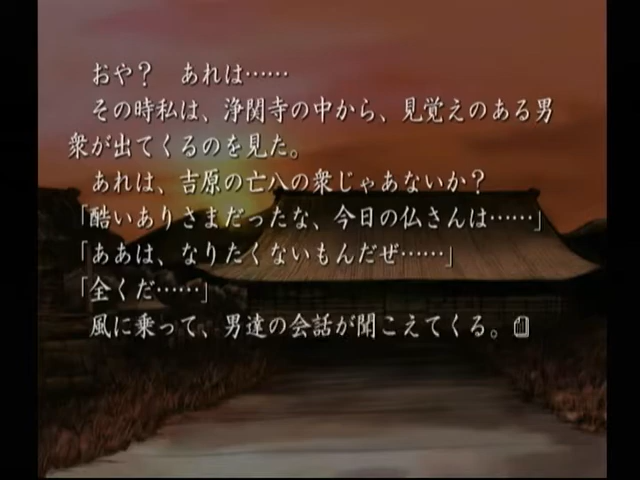 おや？　あれは……
その時私は、浄関寺の中から、見覚えのある男
衆が出てくるのを見た。
あれは、吉原の亡八の衆じゃあないか？
「酷いありさまだったな、今日の仏さんは……」
「ああは、なりたくないもんだぜ……」
「全くだ……」
風に乗って、男達の会話が聞こえてくる。